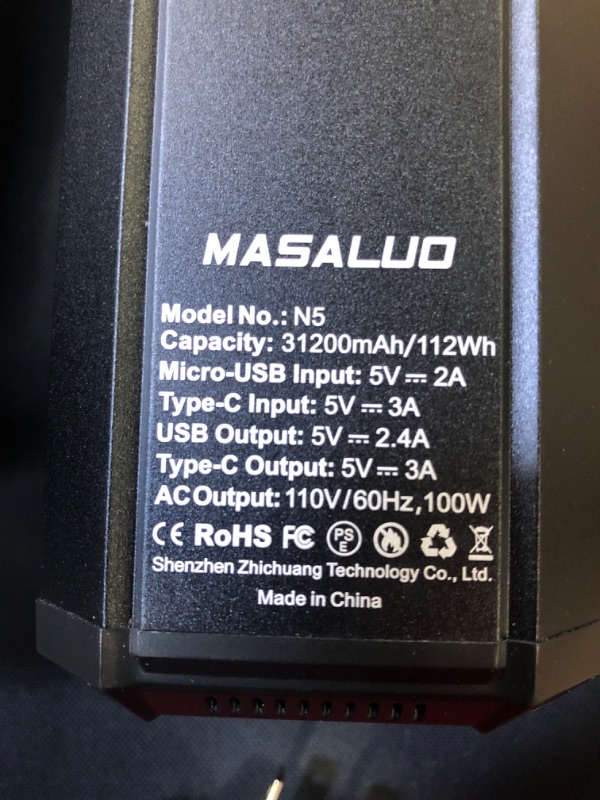 MASALUO
Model No.: N5
Capacity: 31200mAh/112Wh
Micro-USB Input: 5V ⎓ 2A
Type-C Input: 5V ⎓ 3A
USB Output: 5V ⎓ 2.4A
Type-C Output: 5V ⎓ 3A
AC Output: 110V/60Hz,100W
CE RoHS FC PSE
Shenzhen Zhichuang Technology Co., Ltd.
Made in China